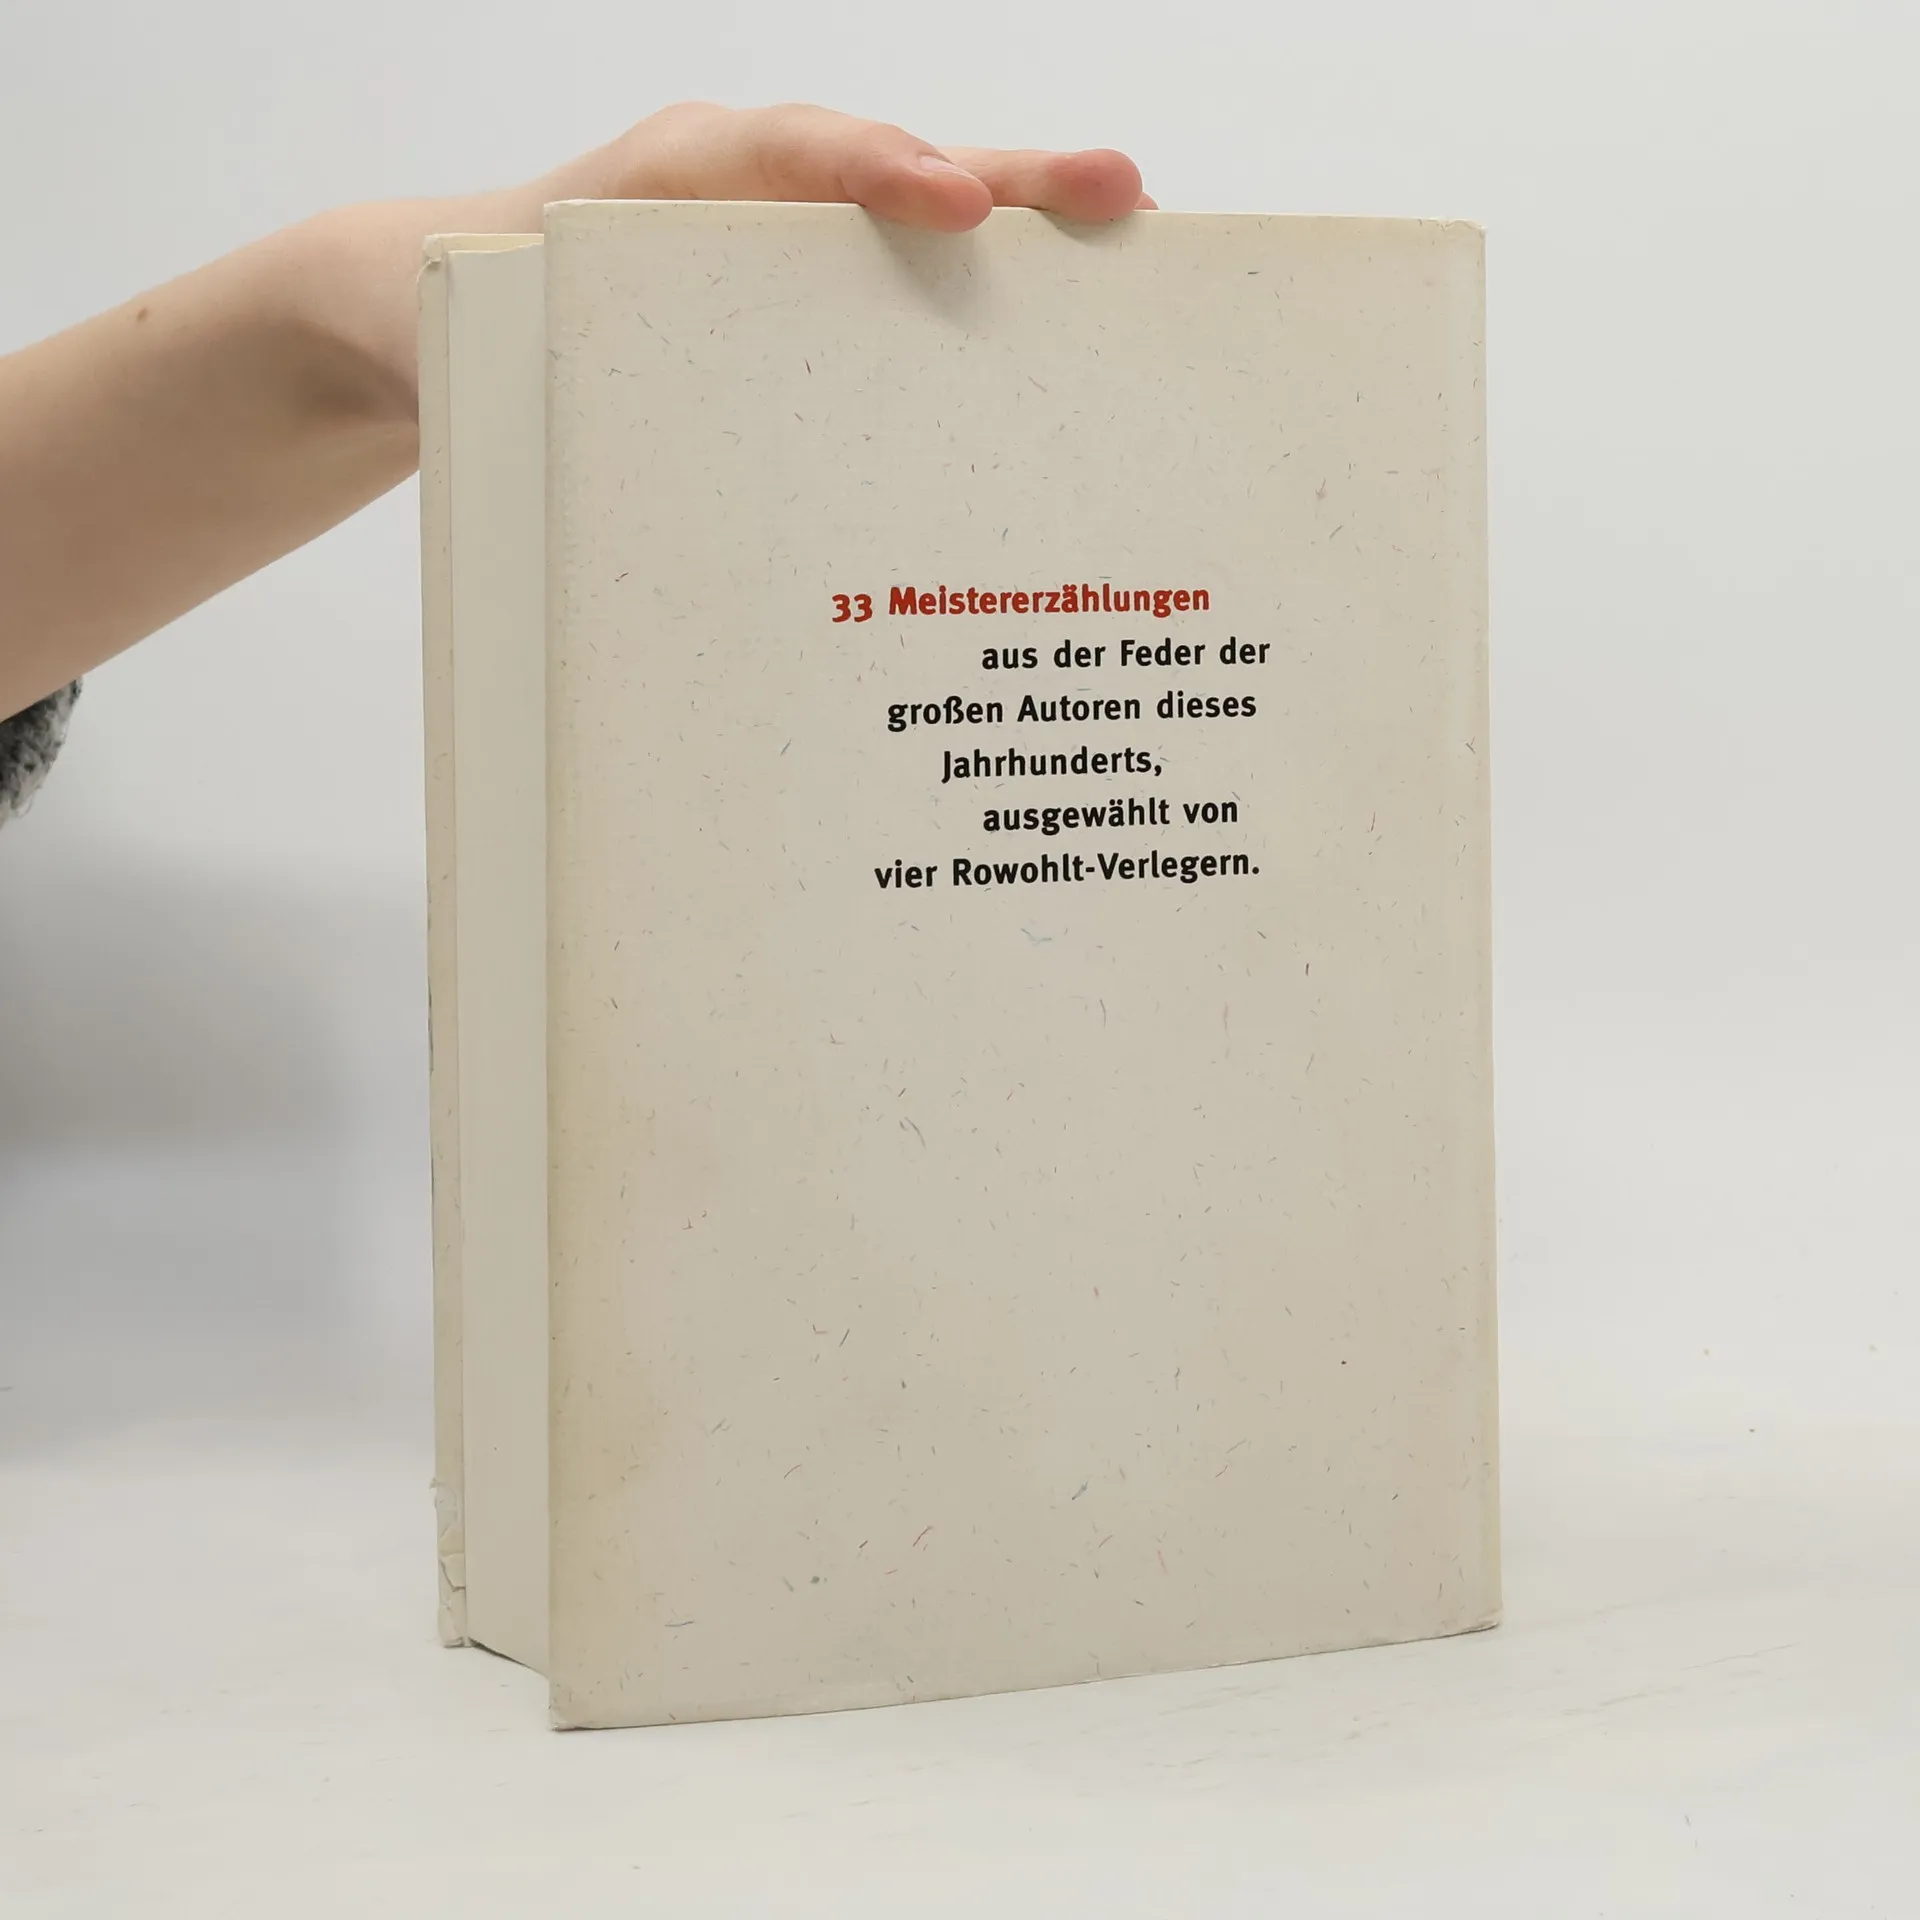 33 Meistererzählungen
aus der Feder der
großen Autoren dieses
Jahrhunderts,
ausgewählt von
vier Rowohlt-Verlegern.